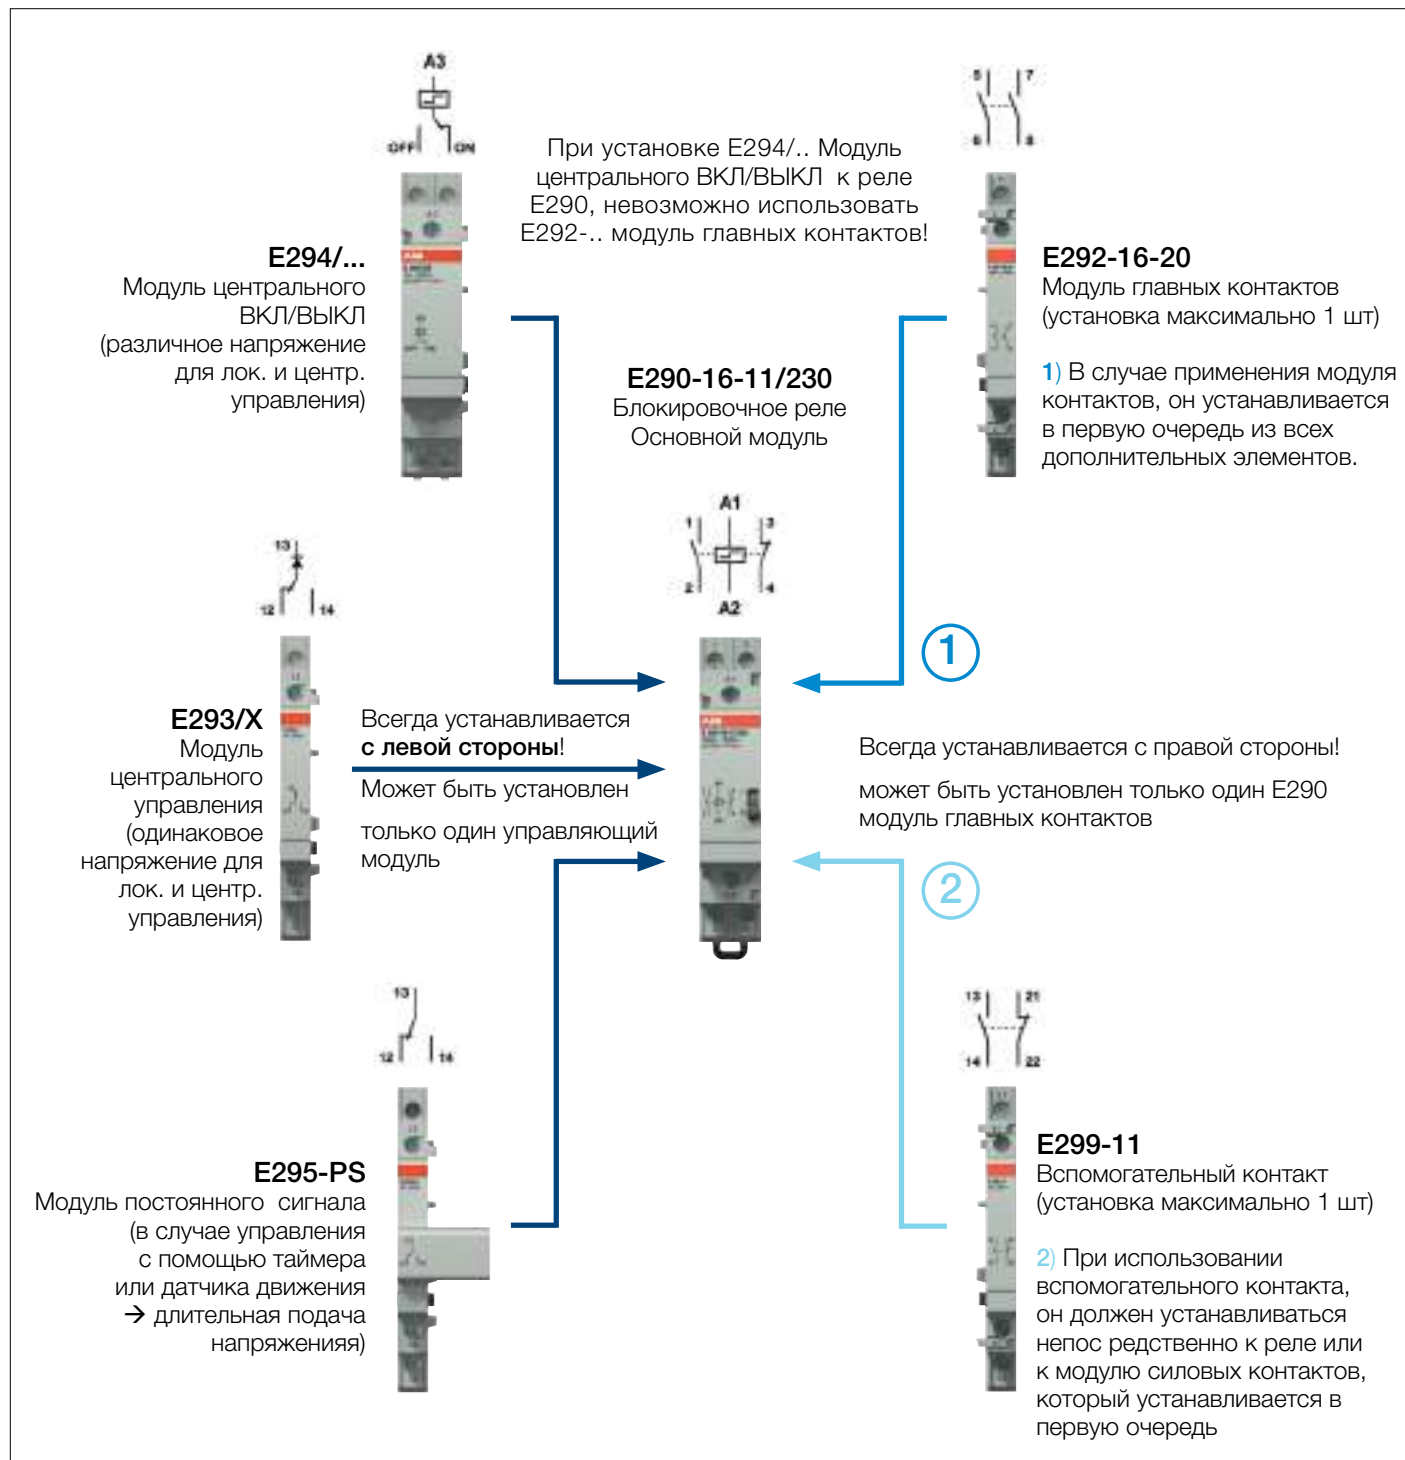 A3
OFF ON
5 7
6 8
При установке E294/.. Модуль
центрального ВКЛ/ВЫКЛ к реле
E290, невозможно использовать
E292-.. модуль главных контактов!
E294/...
Модуль центрального
ВКЛ/ВЫКЛ
(различное напряжение
для лок. и центр.
управления)
E292-16-20
Модуль главных контактов
(установка максимально 1 шт)
1) В случае применения модуля
контактов, он устанавливается
в первую очередь из всех
дополнительных элементов.
E290-16-11/230
Блокировочное реле
Основной модуль
A1
1 3
2 4
A2
13
12 14
1
E293/X
Модуль
центрального
управления
(одинаковое
напряжение для
лок. и центр.
управления)
Всегда устанавливается
с левой стороны!
Может быть установлен
только один управляющий
модуль
Всегда устанавливается с правой стороны!
может быть установлен только один E290
модуль главных контактов
2
13
12 14
13 21
14 22
E295-PS
Модуль постоянного сигнала
(в случае управления
с помощью таймера
или датчика движения
→ длительная подача
напряженияя)
E299-11
Вспомогательный контакт
(установка максимально 1 шт)
2) При использовании
вспомогательного контакта,
он должен устанавливаться
непос редственно к реле или
к модулю силовых контактов,
который устанавливается в
первую очередь